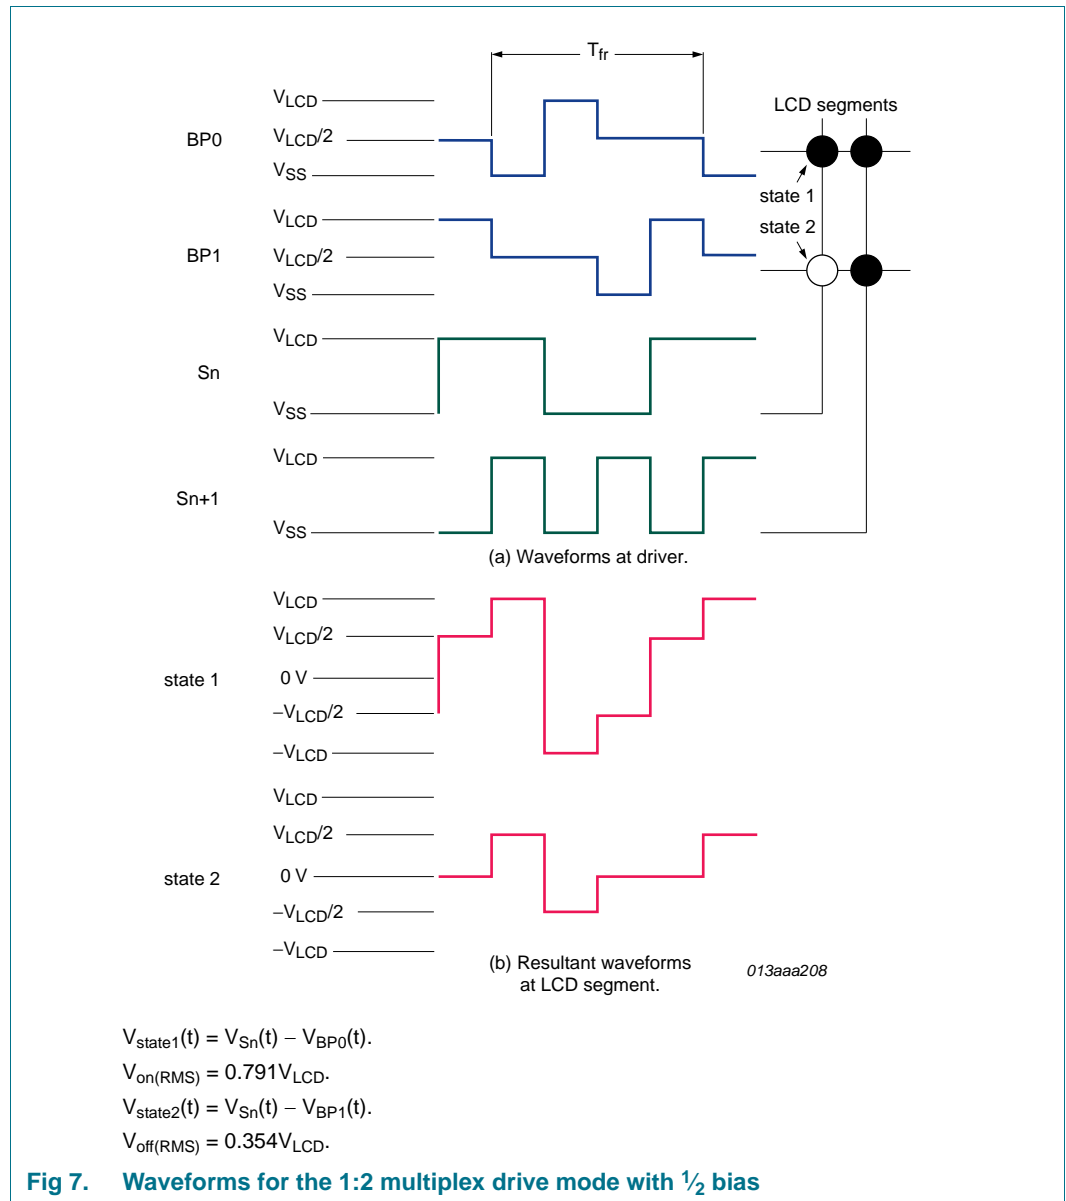 Tfr
VLCD
BP0
VLCD/2
VSS
LCD segments
state 1
state 2
VLCD
BP1
VLCD/2
VSS
VLCD
Sn
VSS
VLCD
Sn+1
VSS
(a) Waveforms at driver.
VLCD
VLCD/2
state 1
0 V
−VLCD/2
−VLCD
VLCD
VLCD/2
state 2
0 V
−VLCD/2
−VLCD
(b) Resultant waveforms
at LCD segment.
013aaa208
Vstate1(t) = VSn(t) − VBP0(t).
Von(RMS) = 0.791VLCD.
Vstate2(t) = VSn(t) − VBP1(t).
Voff(RMS) = 0.354VLCD.
Fig 7. Waveforms for the 1:2 multiplex drive mode with 1⁄2 bias